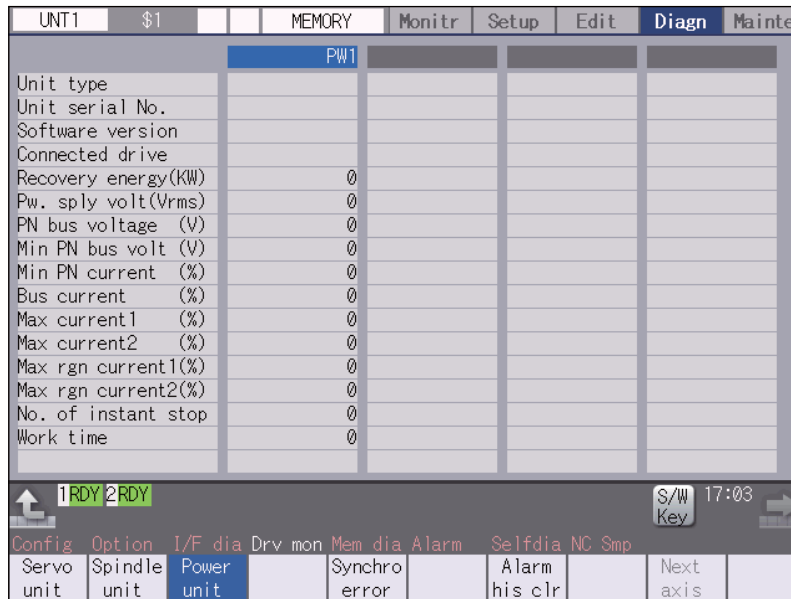 UNT1 $1 MEMORY Monitr Setup Edit Diagn Mainte
PW1
Unit type
Unit serial No.
Software version
Connected drive
Recovery energy(KW) 0
Pw. sply volt(Vrms) 0
PN bus voltage (V) 0
Min PN bus volt (V) 0
Min PN current (%) 0
Bus current (%) 0
Max current1 (%) 0
Max current2 (%) 0
Max rgn current1(%) 0
Max rgn current2(%) 0
No. of instant stop 0
Work time 0
1RDY 2RDY S/W Key 17:03
Config Option I/F dia Drv mon Mem dia Alarm Selfdia NC Smp
Servo Spindle Power Synchro Alarm Next
unit unit unit error his clr axis